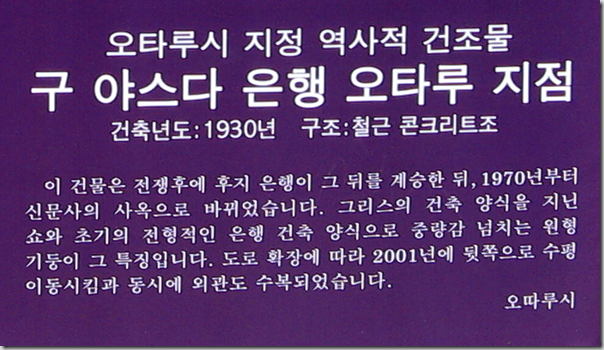 오타루시 지정 역사적 건조물
구 야스다 은행 오타루 지점
건축년도:1930년 구조:철근 콘크리트조
이 건물은 전쟁후에 후지 은행이 그 뒤를 계승한 뒤, 1970년부터
신문사의 사옥으로 바뀌었습니다. 그리스의 건축 양식을 지닌
쇼와 초기의 전형적인 은행 건축 양식으로 중량감 넘치는 원형
기둥이 그 특징입니다. 도로 확장에 따라 2001년에 뒷쪽으로 수평
이동시킴과 동시에 외관도 수복되었습니다.
오따루시